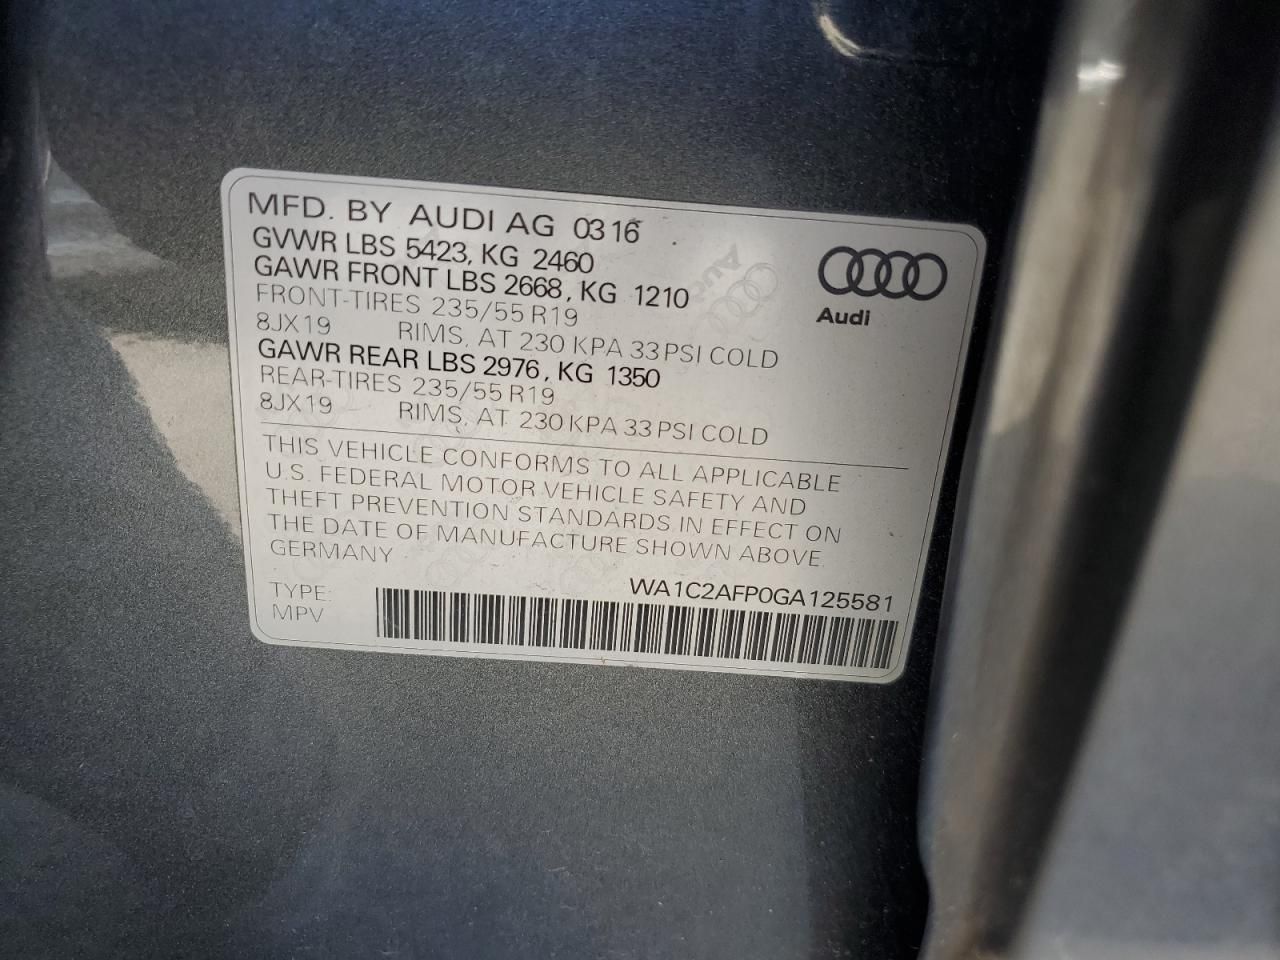 MFD. BY AUDI AG 0316
GVWR LBS 5423, KG 2460
GAWR FRONT LBS 2668, KG 1210
FRONT-TIRES 235/55 R19
8JX19 RIMS, AT 230 KPA 33 PSI COLD
GAWR REAR LBS 2976, KG 1350
REAR-TIRES 235/55 R19
8JX19 RIMS, AT 230 KPA 33 PSI COLD
Audi
Audi
THIS VEHICLE CONFORMS TO ALL APPLICABLE
U.S. FEDERAL MOTOR VEHICLE SAFETY AND
THEFT PREVENTION STANDARDS IN EFFECT ON
THE DATE OF MANUFACTURE SHOWN ABOVE.
GERMANY
TYPE:
MPV
WA1C2AFP0GA125581